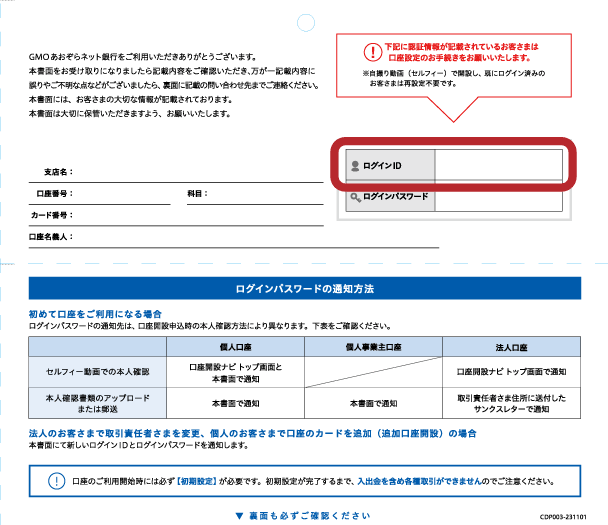 GMOあおぞらネット銀行をご利用いただきありがとうございます。
本書面をお受け取りになりましたら記載内容をご確認いただき、万が一記載内容に
誤りやご不明な点などがございましたら、裏面に記載の問い合わせ先までご連絡ください。
本書面には、お客さまの大切な情報が記載されております。
本書面は大切に保管いただきますよう、お願いいたします。
下記に認証情報が記載されているお客さまは
口座設定のお手続きをお願いいたします。
※自撮り動画（セルフィー）で開設し、既にログイン済みの
お客さまは再設定不要です。
ログインID
ログインパスワード
支店名：
口座番号：
科目：
カード番号：
口座名義人：
ログインパスワードの通知方法
初めて口座をご利用になる場合
ログインパスワードの通知先は、口座開設申込時の本人確認方法により異なります。下表をご確認ください。
個人口座 個人事業主口座 法人口座
セルフィー動画での本人確認
口座開設ナビトップ画面と
本書面で通知
口座開設ナビトップ画面で通知
本人確認書類のアップロード
または郵送
本書面で通知
本書面で通知
取引責任者さま住所に送付した
サンクスレターで通知
法人のお客さまで取引責任者さまを変更、個人のお客さまで口座のカードを追加（追加口座開設）の場合
本書面にて新しいログインIDとログインパスワードを通知します。
口座のご利用開始時には必ず【初期設定】が必要です。初期設定が完了するまで、入出金を含め各種取引ができませんのでご注意ください。
▼ 裏面も必ずご確認ください
CDP003-231101